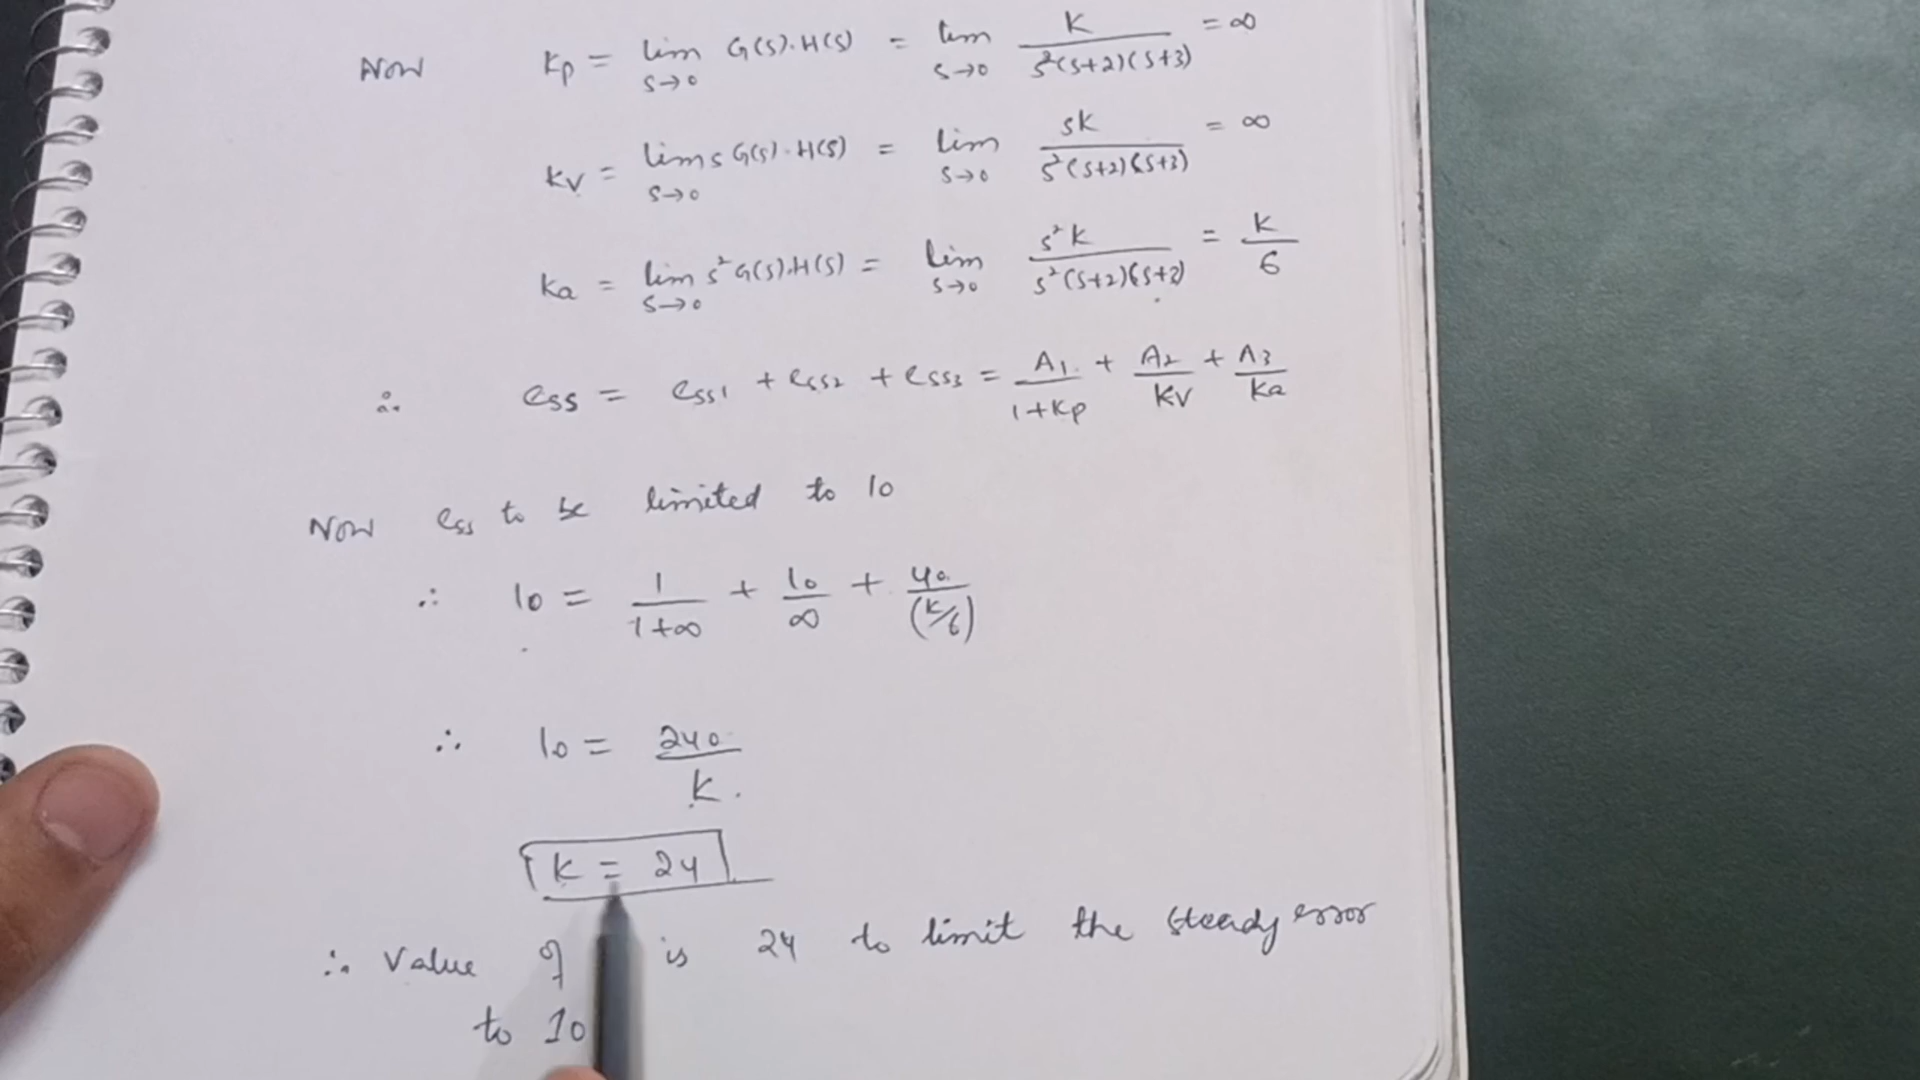 Now Kp = lim s→0 G(s).H(s) = lim s→0 K / s²(s+2)(s+3) = ∞
Kv = lim s→0 s G(s).H(s) = lim s→0 sK / s²(s+2)(s+3) = ∞
Ka = lim s→0 s² G(s).H(s) = lim s→0 s²K / s²(s+2)(s+3) = K/6
∴ ess = ess1 + ess2 + ess3 = A1/(1+Kp) + A2/Kv + A3/Ka
Now ess to be limited to 10
∴ 10 = 1/(1+∞) + 10/∞ + 40/(K/6)
∴ 10 = 240/K.
K = 24
∴ Value of is 24 to limit the steady error
to 10